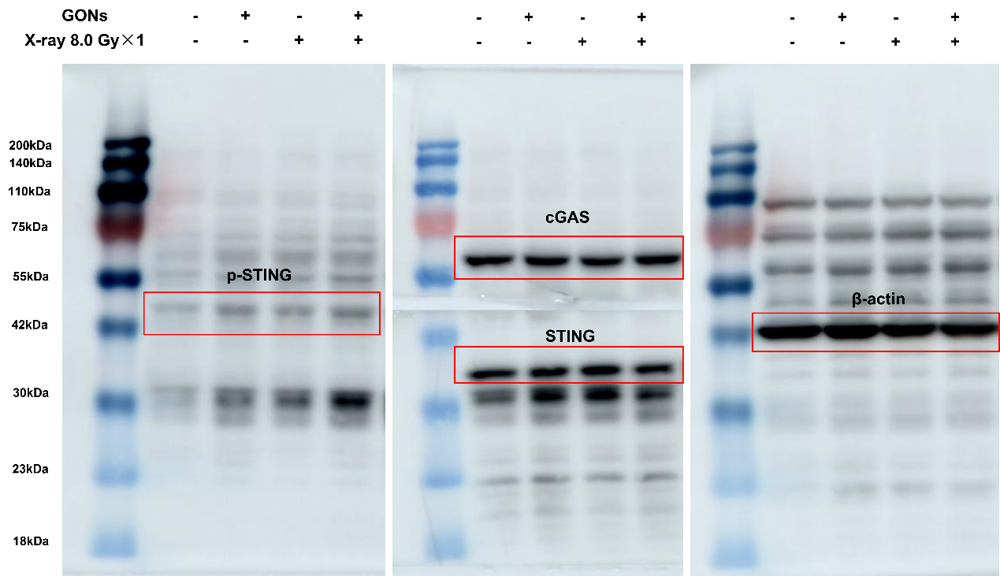 GONs - + - + - + - + - + - +
X-ray 8.0 Gy×1 - - + + - - + + - - + +
200kDa
140kDa
110kDa
75kDa
55kDa
42kDa
30kDa
23kDa
18kDa
p-STING
cGAS
STING
β-actin